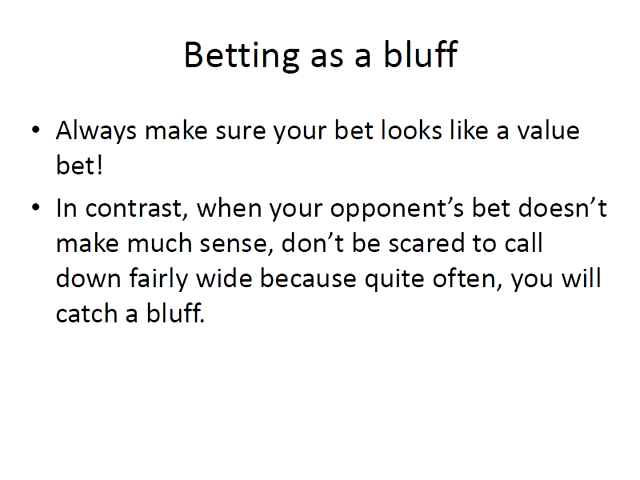 Betting as a bluff
• Always make sure your bet looks like a value
bet!
• In contrast, when your opponent’s bet doesn’t
make much sense, don’t be scared to call
down fairly wide because quite often, you will
catch a bluff.